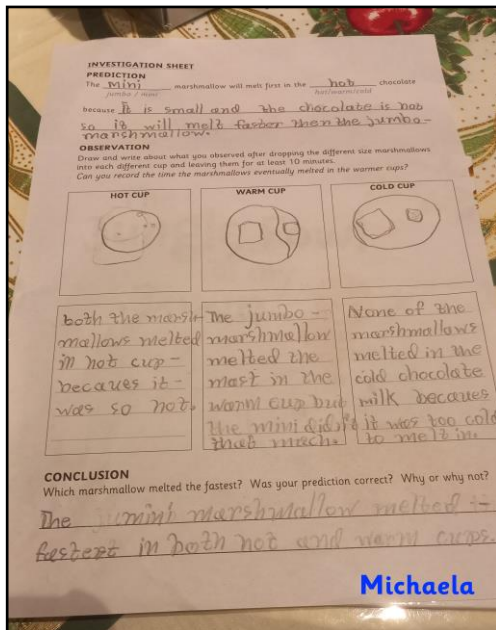 INVESTIGATION SHEET
PREDICTION
The mini marshmallow will melt first in the hot chocolate
jumbo / mini hot/warm/cold
because it is small and the chocolate is hot
so it will melt faster then the jumbo-
marshmallow.
OBSERVATION
Draw and write about what you observed after dropping the different size marshmallows
into each different cup and leaving them for at least 10 minutes.
Can you record the time the marshmallows eventually melted in the warmer cups?
HOT CUP
WARM CUP
COLD CUP
both the marsh-
mallows melted
in hot cup-
becaues it-
was so hot.
The jumbo-
marshmallow
melted the
mast in the
warm cup but
the mini did't
that much.
None of the
marshmallows
melted in the
cold chocolate
milk becaues
it was too cold
to melt in.
CONCLUSION
Which marshmallow melted the fastest? Was your prediction correct? Why or why not?
The mini marshmallow melted
fastest in both hot and warm cups.
Michaela